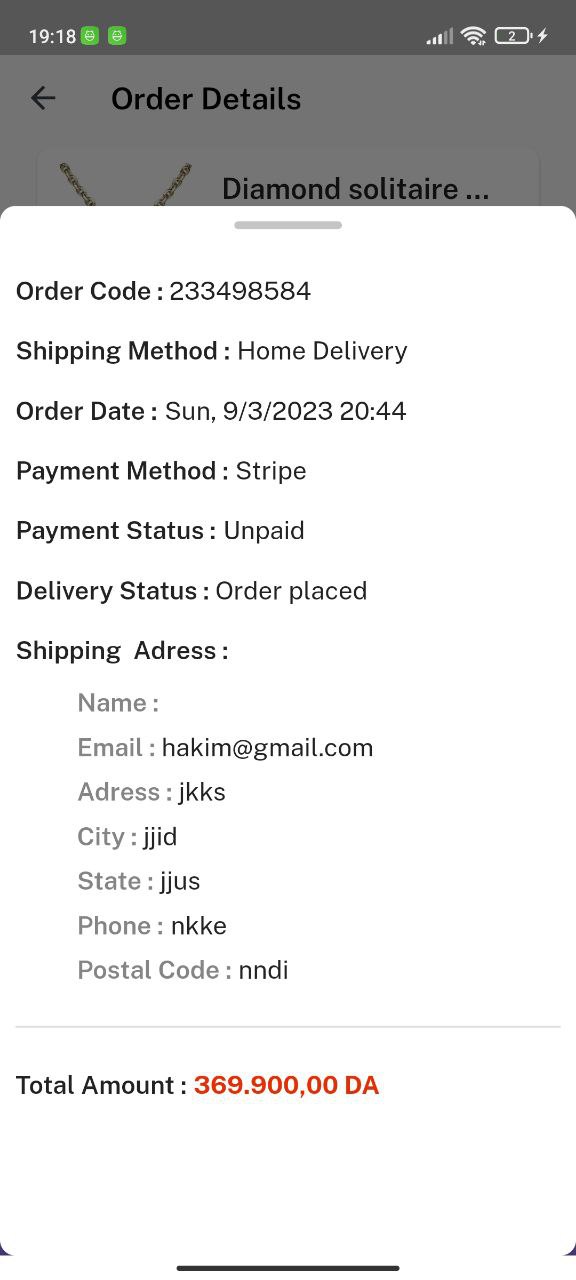 19:18
2
Order Details
Diamond solitaire ...
Order Code : 233498584
Shipping Method : Home Delivery
Order Date : Sun, 9/3/2023 20:44
Payment Method : Stripe
Payment Status : Unpaid
Delivery Status : Order placed
Shipping  Adress :
Name :
Email : hakim@gmail.com
Adress : jkks
City : jjid
State : jjus
Phone : nkke
Postal Code : nndi
Total Amount : 369.900,00 DA